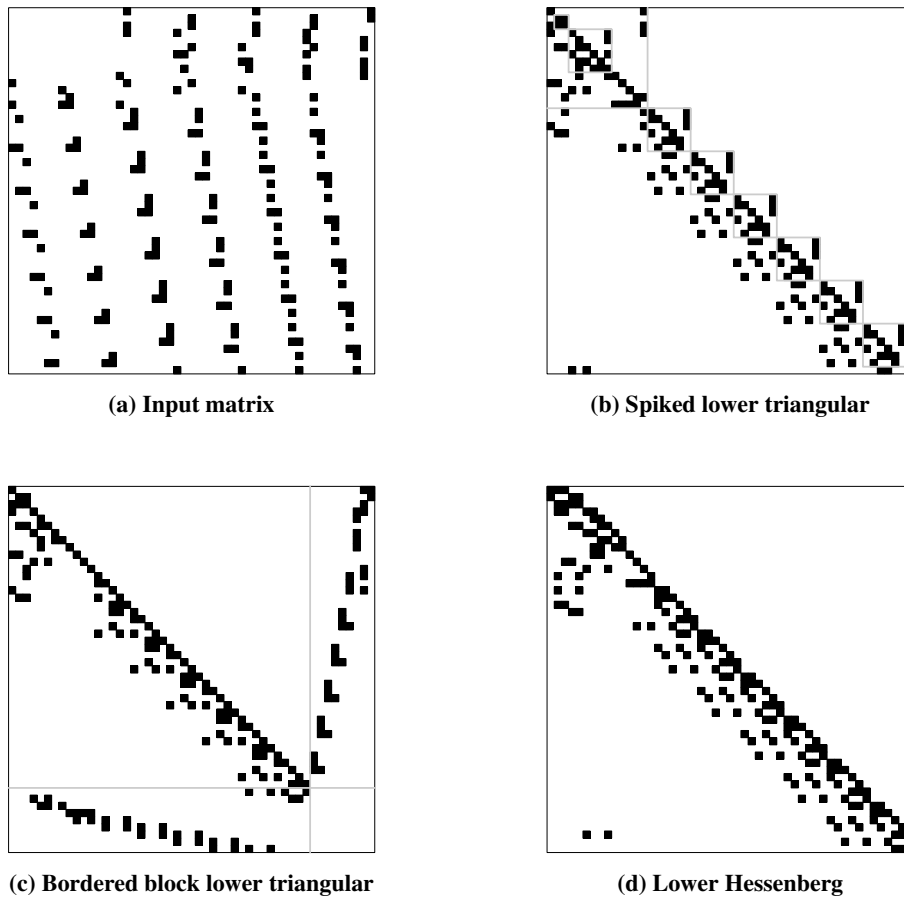 (a) Input matrix
(b) Spiked lower triangular
(c) Bordered block lower triangular
(d) Lower Hessenberg